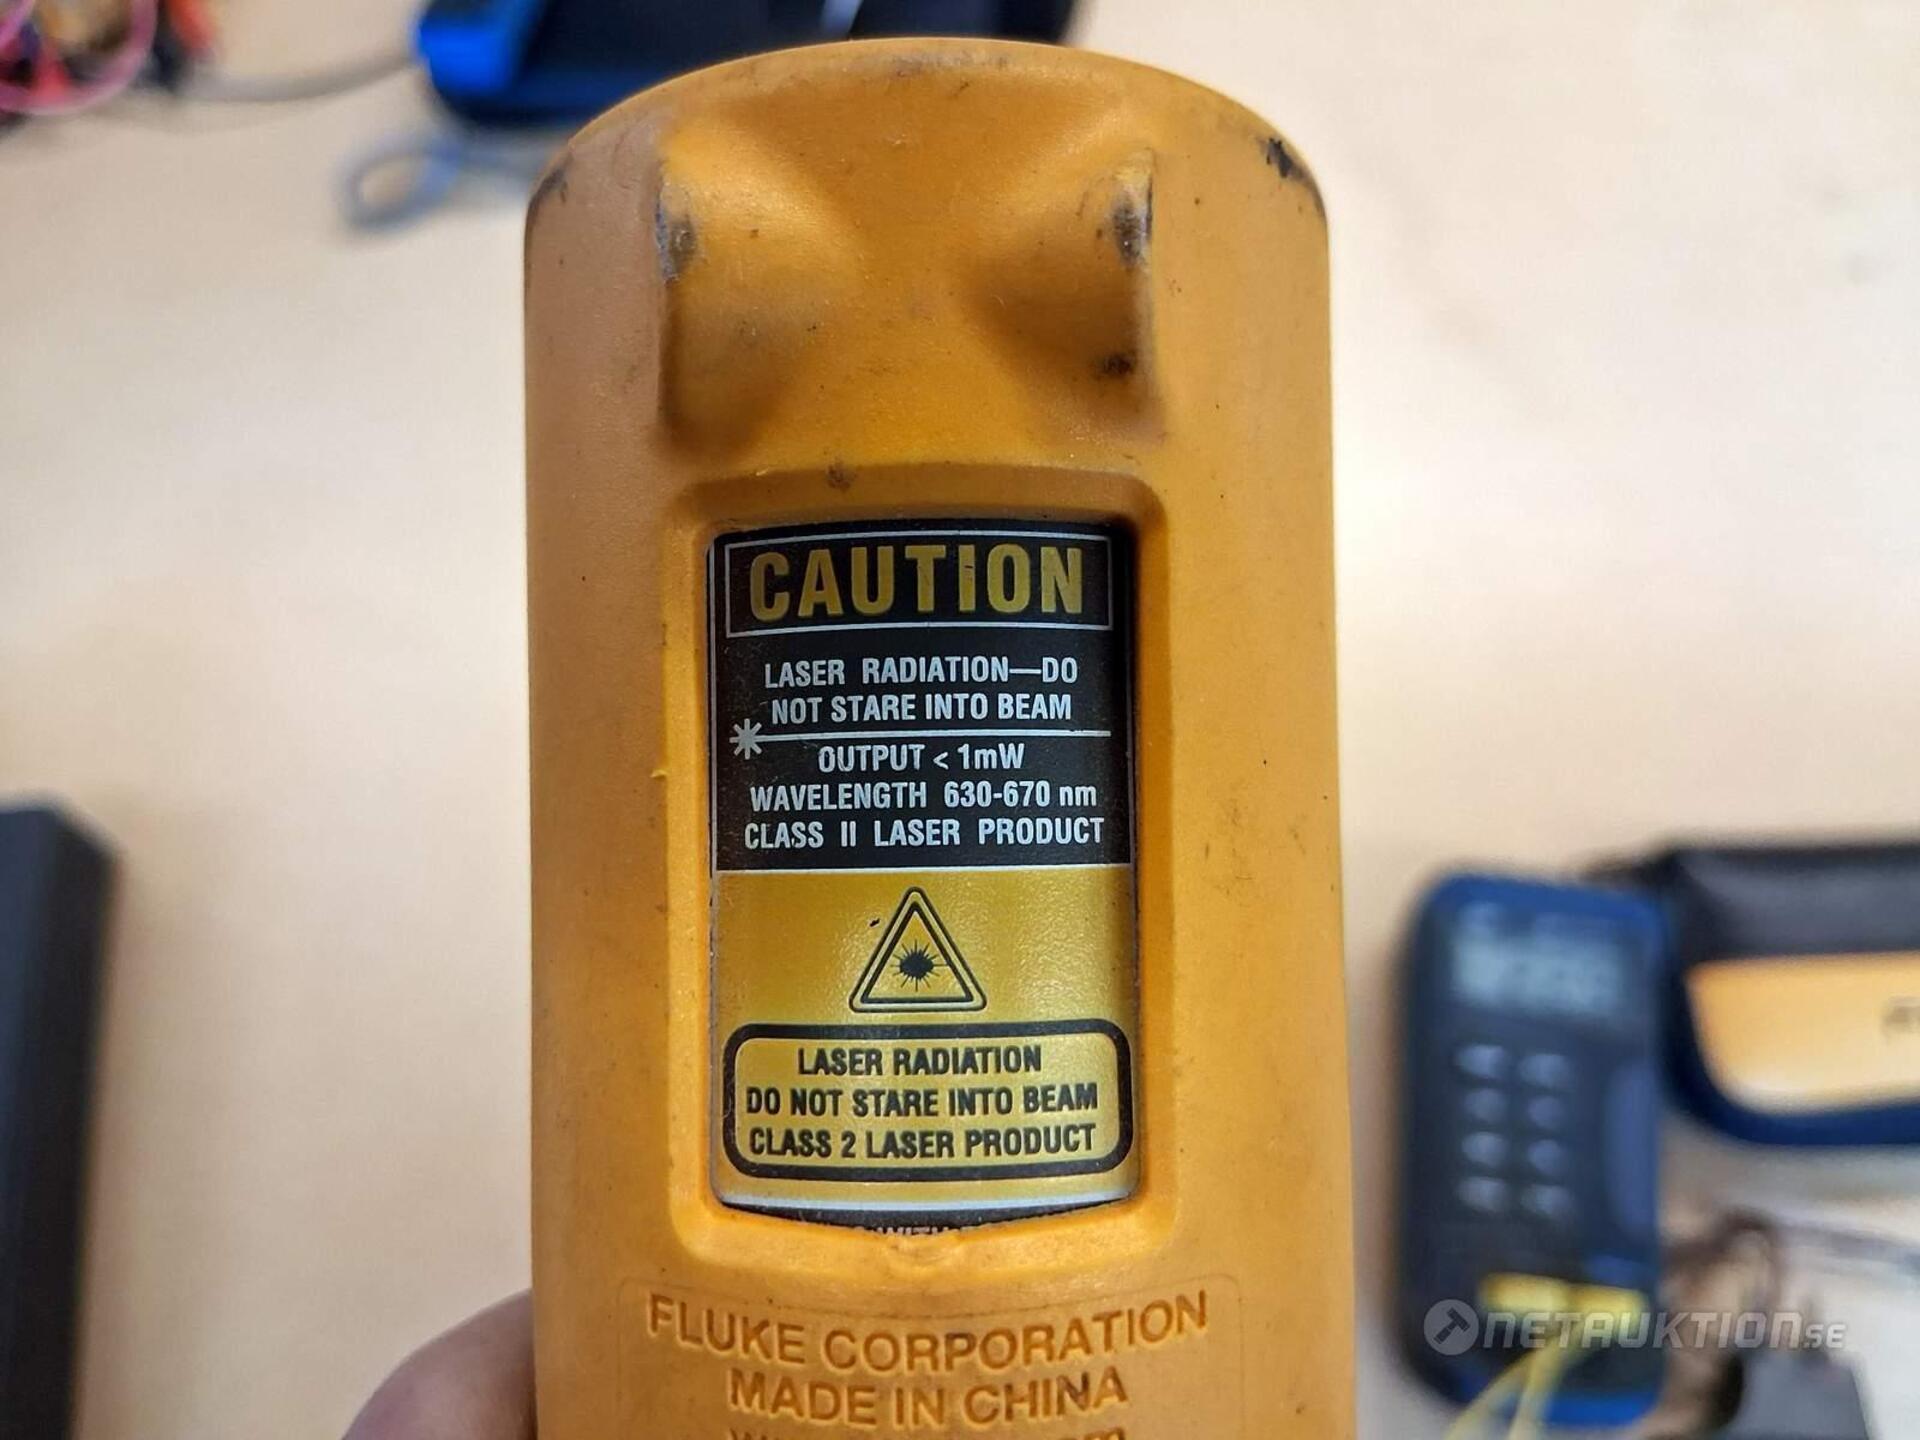 CAUTION
LASER RADIATION—DO
NOT STARE INTO BEAM
OUTPUT < 1mW
WAVELENGTH 630-670 nm
CLASS II LASER PRODUCT
LASER RADIATION
DO NOT STARE INTO BEAM
CLASS 2 LASER PRODUCT
FLUKE CORPORATION
MADE IN CHINA
NETAUKTION.SE